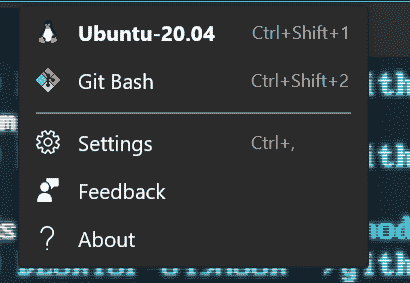 Ubuntu-20.04 Ctrl+Shift+1
Git Bash Ctrl+Shift+2
Settings Ctrl+,
Feedback
? About